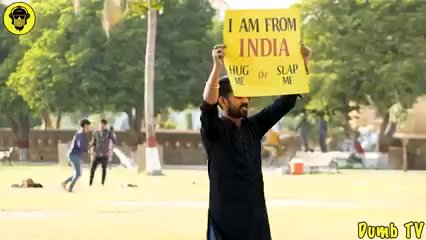 I AM FROM
INDIA
HUG or SLAP
ME ME
Dumb TV